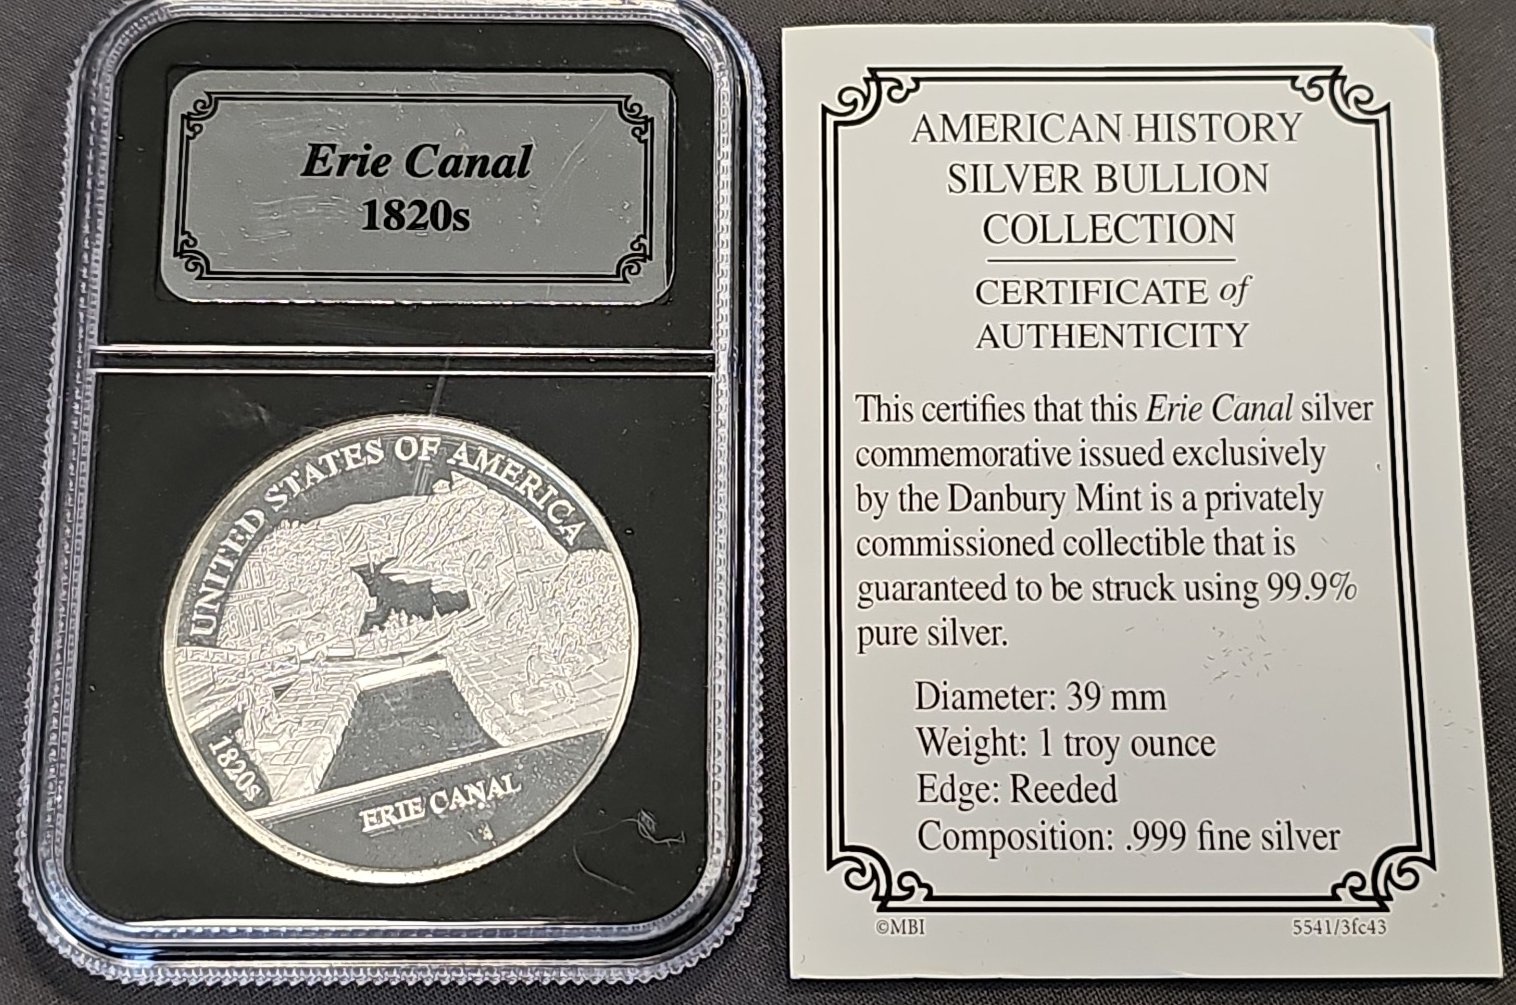 Erie Canal
1820s
UNITED STATES OF AMERICA
1820s
ERIE CANAL
AMERICAN HISTORY
SILVER BULLION
COLLECTION
CERTIFICATE of
AUTHENTICITY
This certifies that this Erie Canal silver
commemorative issued exclusively
by the Danbury Mint is a privately
commissioned collectible that is
guaranteed to be struck using 99.9%
pure silver.
Diameter: 39 mm
Weight: 1 troy ounce
Edge: Reeded
Composition: .999 fine silver
©MBI
5541/3fc43